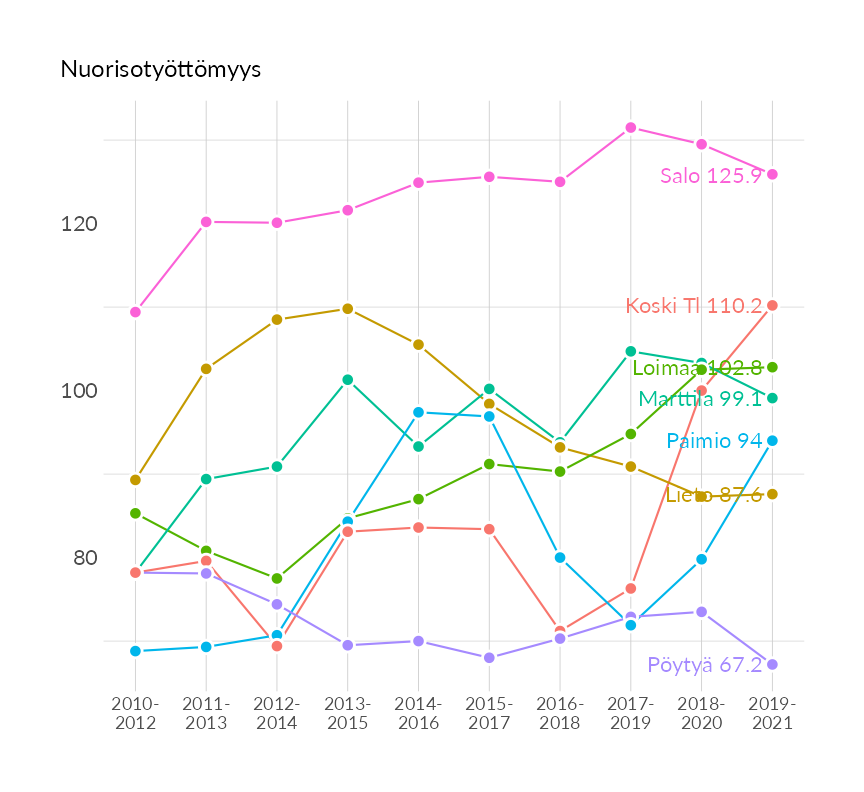 Nuorisotyöttömyys
Salo 125.9
120
Koski Tl 110.2
Loimaa 102.8
100
Marttila 99.1
Paimio 94
Lieto 87.6
80
Pöytyä 67.2
2010- 2011- 2012- 2013- 2014- 2015- 2016- 2017- 2018- 2019-
2012 2013 2014 2015 2016 2017 2018 2019 2020 2021